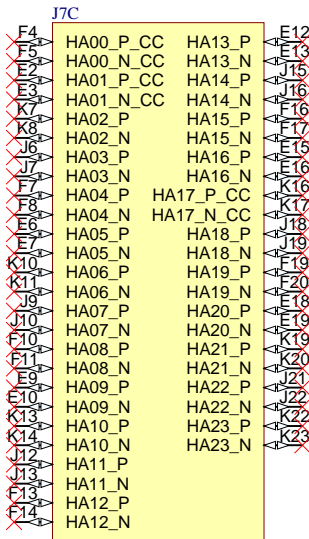 J7C
F4 HA00_P_CC HA13_P E12
F5 HA00_N_CC HA13_N E13
E2 HA01_P_CC HA14_P J15
E3 HA01_N_CC HA14_N J16
K7 HA02_P HA15_P F16
K8 HA02_N HA15_N F17
J6 HA03_P HA16_P E15
J7 HA03_N HA16_N E16
F7 HA04_P HA17_P_CC K16
F8 HA04_N HA17_N_CC K17
E6 HA05_P HA18_P J18
E7 HA05_N HA18_N J19
K10 HA06_P HA19_P F19
K11 HA06_N HA19_N F20
J9 HA07_P HA20_P E18
J10 HA07_N HA20_N E19
F10 HA08_P HA21_P K19
F11 HA08_N HA21_N K20
E9 HA09_P HA22_P J21
E10 HA09_N HA22_N J22
K13 HA10_P HA23_P K22
K14 HA10_N HA23_N K23
J12 HA11_P
J13 HA11_N
F13 HA12_P
F14 HA12_N